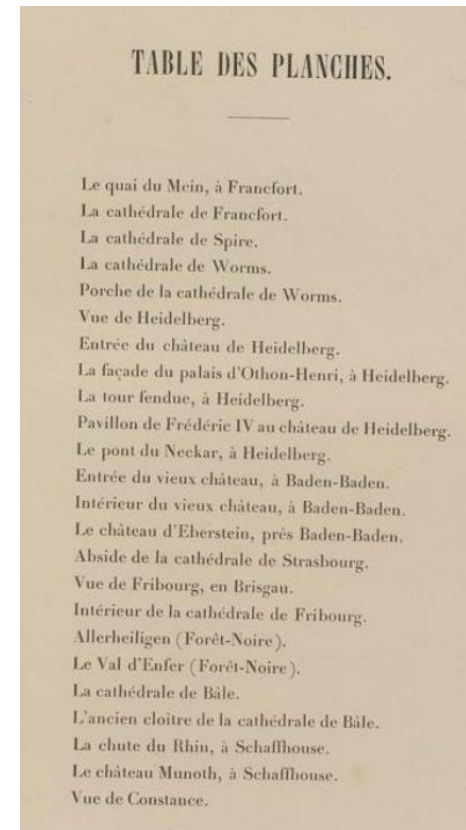 TABLE DES PLANCHES.
Le quai du Mein, à Francfort.
La cathédrale de Francfort.
La cathédrale de Spire.
La cathédrale de Worms.
Porche de la cathédrale de Worms.
Vue de Heidelberg.
Entrée du château de Heidelberg.
La façade du palais d'Othon-Henri, à Heidelberg.
La tour fendue, à Heidelberg.
Pavillon de Frédéric IV au château de Heidelberg.
Le pont du Neckar, à Heidelberg.
Entrée du vieux château, à Baden-Baden.
Intérieur du vieux château, à Baden-Baden.
Le château d'Eberstein, près Baden-Baden.
Abside de la cathédrale de Strasbourg.
Vue de Fribourg, en Brisgau.
Intérieur de la cathédrale de Fribourg.
Allerheiligen (Forêt-Noire).
Le Val d'Enfer (Forêt-Noire).
La cathédrale de Bâle.
L'ancien cloître de la cathédrale de Bâle.
La chute du Rhin, à Schaffhouse.
Le château Munoth, à Schaffhouse.
Vue de Constance.